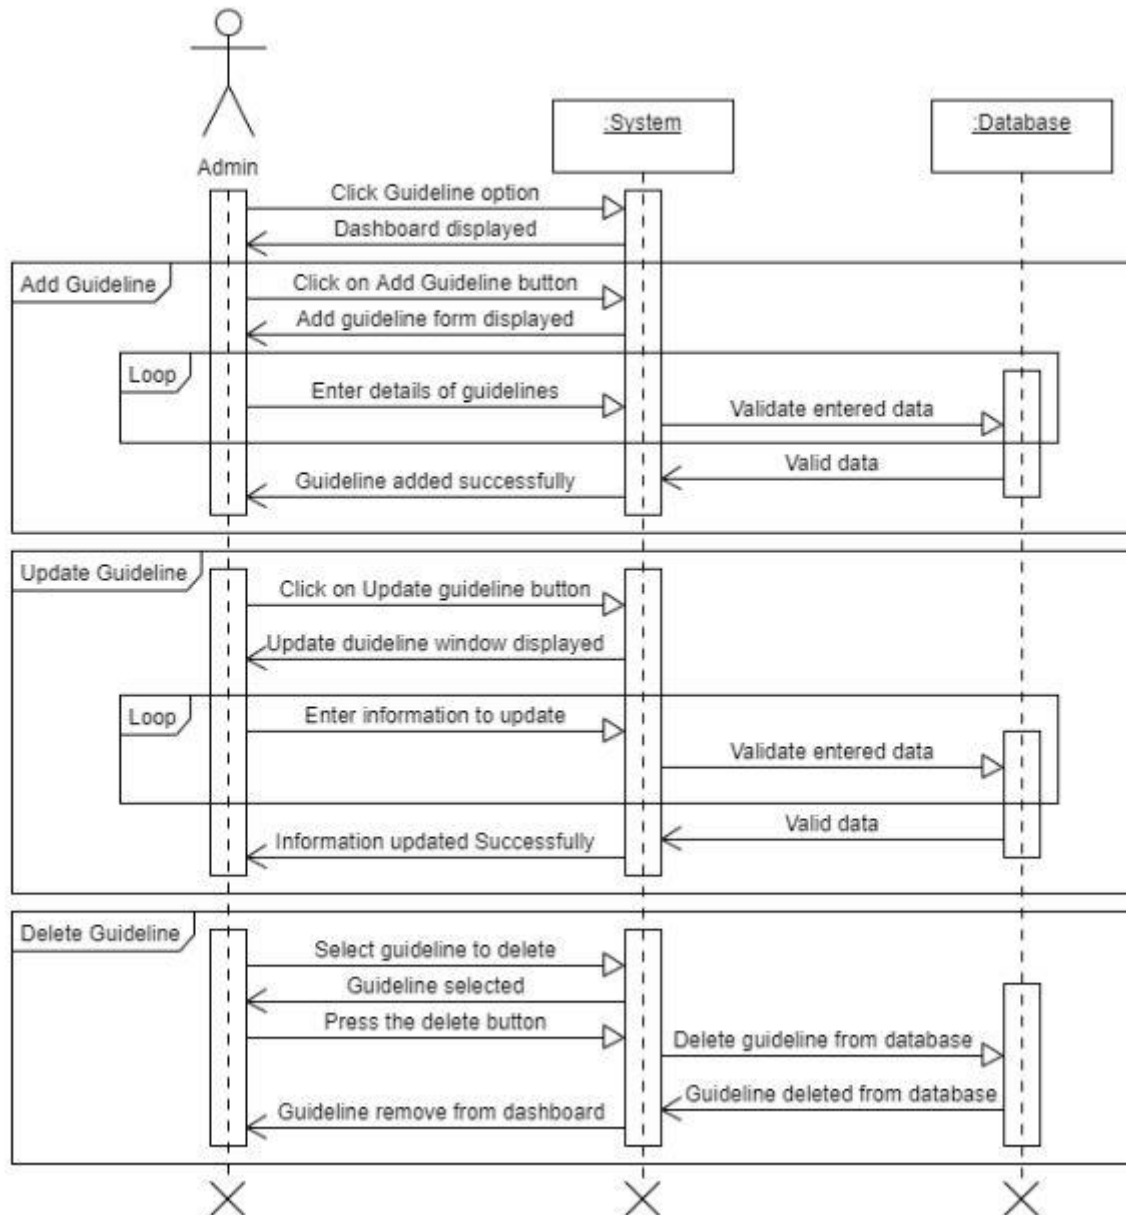 Admin
:System
:Database
Click Guideline option
Dashboard displayed
Add Guideline
Click on Add Guideline button
Add guideline form displayed
Loop
Enter details of guidelines
Validate entered data
Valid data
Guideline added successfully
Update Guideline
Click on Update guideline button
Update duideline window displayed
Loop
Enter information to update
Validate entered data
Valid data
Information updated Successfully
Delete Guideline
Select guideline to delete
Guideline selected
Press the delete button
Delete guideline from database
Guideline deleted from database
Guideline remove from dashboard